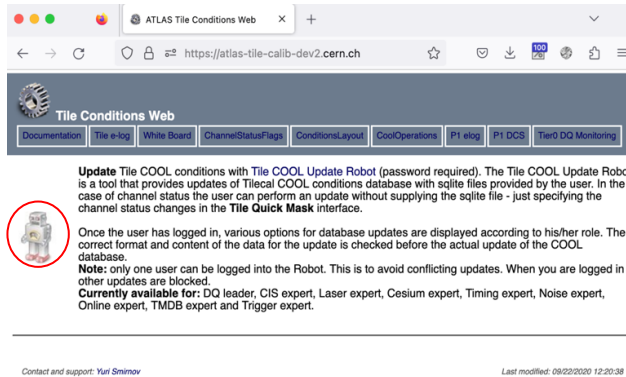 ATLAS Tile Conditions Web
https://atlas-tile-calib-dev2.cern.ch
100
Tile Conditions Web
Documentation Tile e-log White Board ChannelStatusFlags ConditionsLayout CoolOperations P1 elog P1 DCS Tier0 DQ Monitoring
Update Tile COOL conditions with Tile COOL Update Robot (password required). The Tile COOL Update Robo
is a tool that provides updates of Tilecal COOL conditions database with sqlite files provided by the user. In the
case of channel status the user can perform an update without supplying the sqlite file - just specifying the
channel status changes in the Tile Quick Mask interface.
Once the user has logged in, various options for database updates are displayed according to his/her role. The
correct format and content of the data for the update is checked before the actual update of the COOL
database.
Note: only one user can be logged into the Robot. This is to avoid conflicting updates. When you are logged in
other updates are blocked.
Currently available for: DQ leader, CIS expert, Laser expert, Cesium expert, Timing expert, Noise expert,
Online expert, TMDB expert and Trigger expert.
Contact and support: Yuri Smirnov Last modified: 09/22/2020 12:20:38